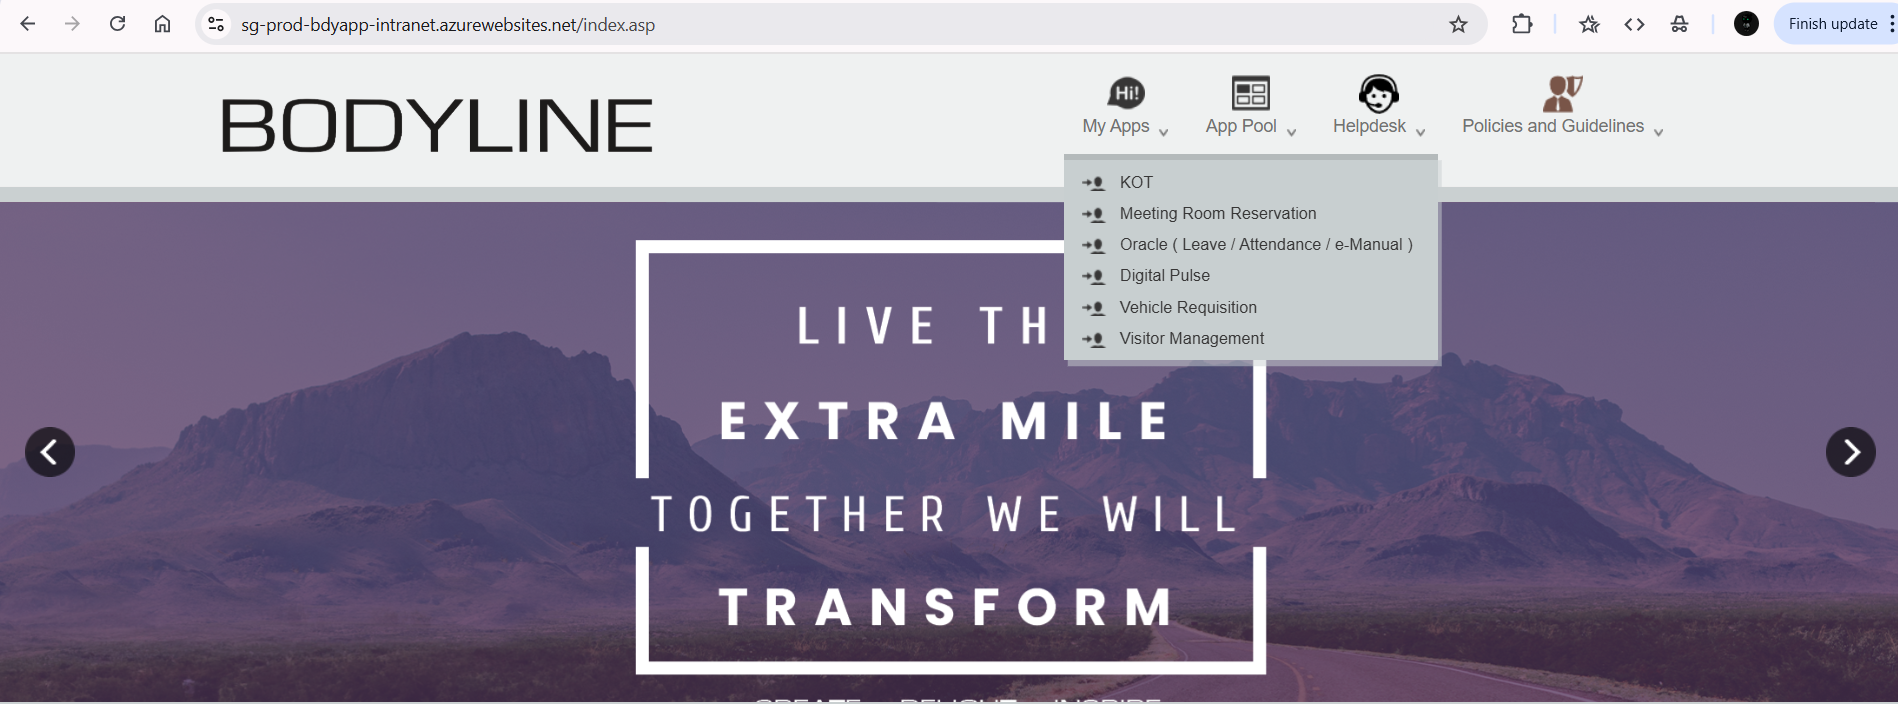 sg-prod-bdyapp-intranet.azurewebsites.net/index.asp
Finish update
BODYLINE
Hi!
My Apps
App Pool
Helpdesk
Policies and Guidelines
KOT
Meeting Room Reservation
Oracle ( Leave / Attendance / e-Manual )
Digital Pulse
Vehicle Requisition
Visitor Management
LIVE TH
EXTRA MILE
TOGETHER WE WILL
TRANSFORM